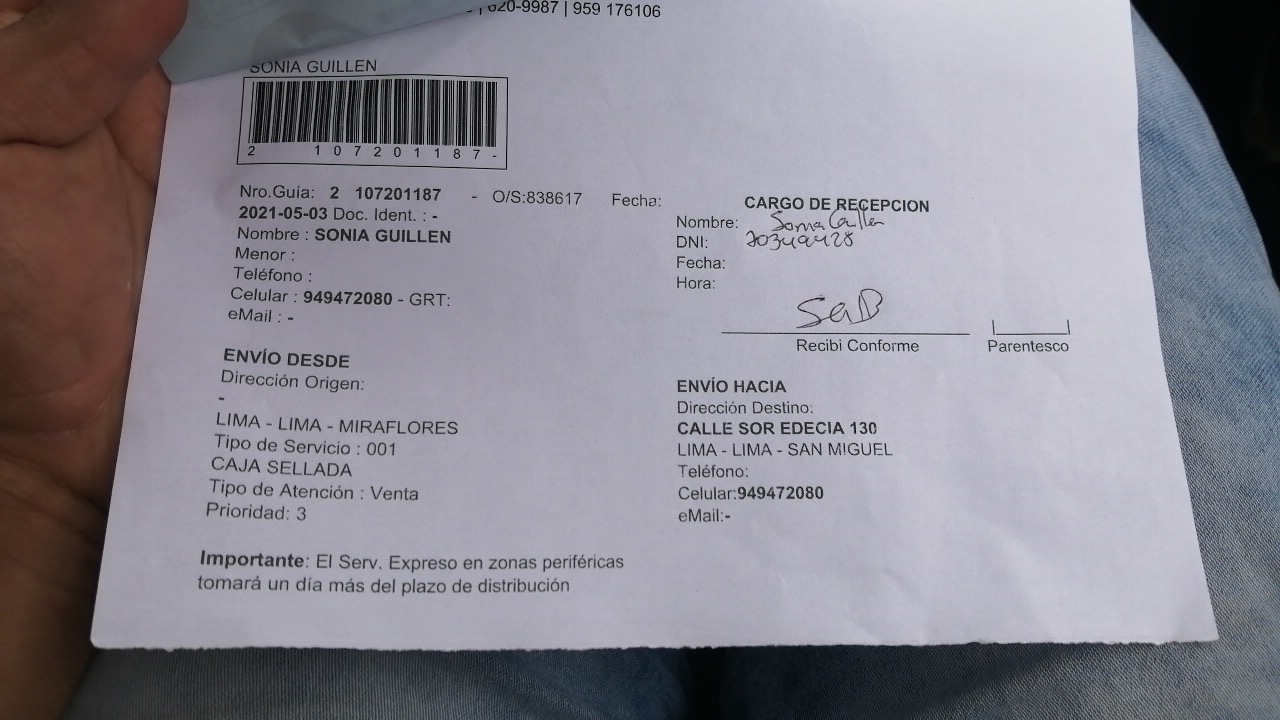 620-9987 | 959 176106
SONIA GUILLEN
2 107201187-
Nro.Guía: 2 107201187 - O/S:838617 Fecha:
2021-05-03 Doc. Ident. : -
Nombre : SONIA GUILLEN
Menor :
Teléfono :
Celular : 949472080 - GRT:
eMail : -
CARGO DE RECEPCION
Nombre: Sonia Guillen
DNI:
Fecha:
Hora:
Recibi Conforme
Parentesco
ENVÍO DESDE
Dirección Origen:
-
LIMA - LIMA - MIRAFLORES
Tipo de Servicio : 001
CAJA SELLADA
Tipo de Atención : Venta
Prioridad: 3
ENVÍO HACIA
Dirección Destino:
CALLE SOR EDECIA 130
LIMA - LIMA - SAN MIGUEL
Teléfono:
Celular:949472080
eMail:-
Importante: El Serv. Expreso en zonas periféricas
tomará un día más del plazo de distribución